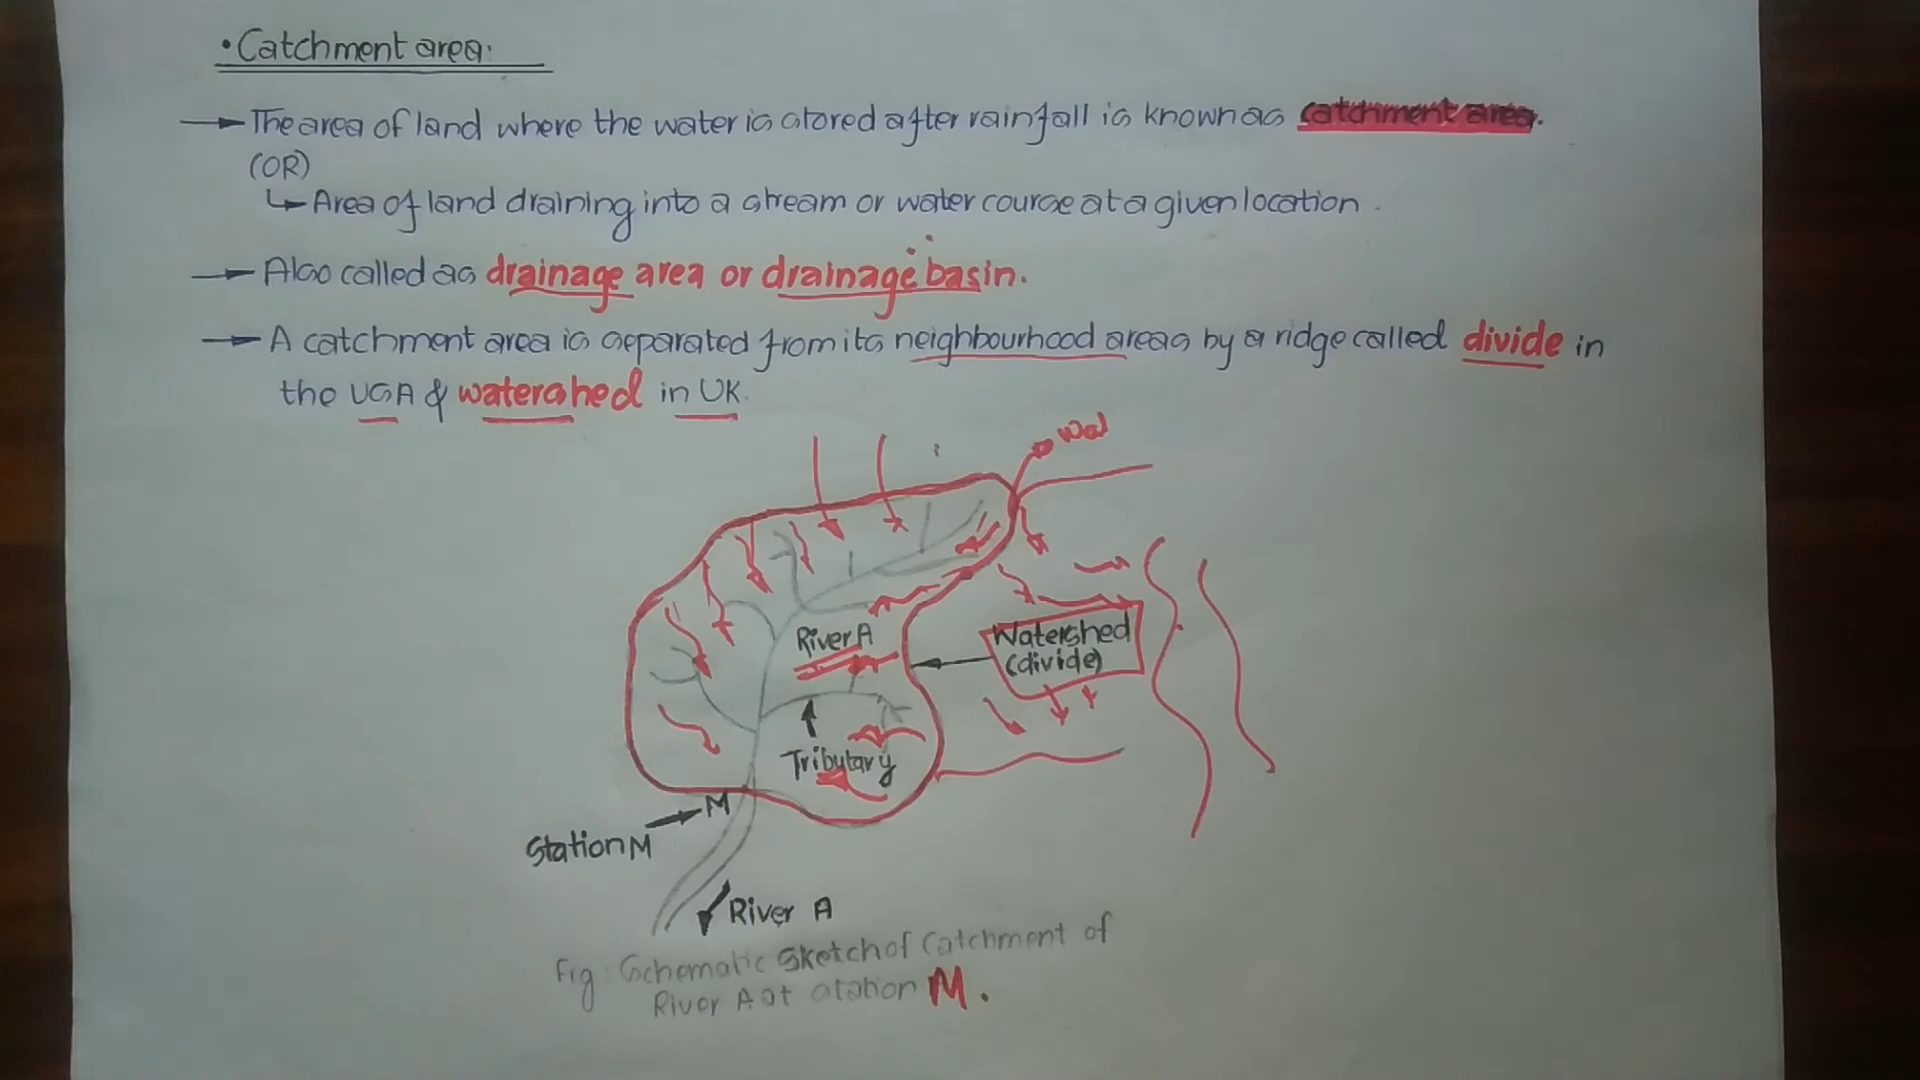 • Catchment area:
→ The area of land where the water is stored after rainfall is known as catchment area.
(OR)
↳ Area of land draining into a stream or water course at a given location.
→ Also called as drainage area or drainage basin.
→ A catchment area is separated from its neighbourhood areas by a ridge called divide in
the USA & watershed in UK.
River A
Watershed
(divide)
Tributary
M
Station M
River A
Fig: Schematic Sketch of Catchment of
River A at station M.